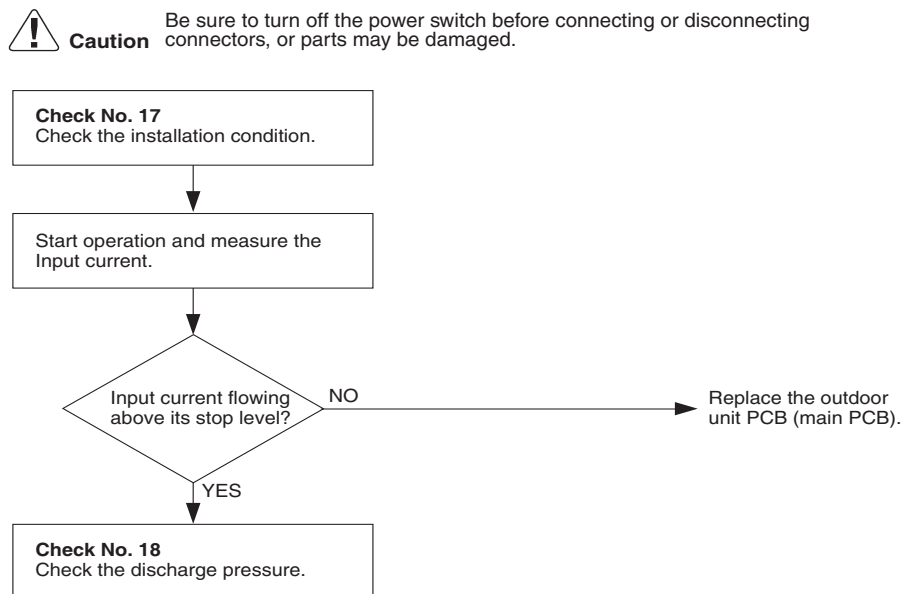 Be sure to turn off the power switch before connecting or disconnecting
Caution connectors, or parts may be damaged.
Check No. 17
Check the installation condition.
Start operation and measure the
Input current.
Input current flowing
above its stop level?
NO
Replace the outdoor
unit PCB (main PCB).
YES
Check No. 18
Check the discharge pressure.